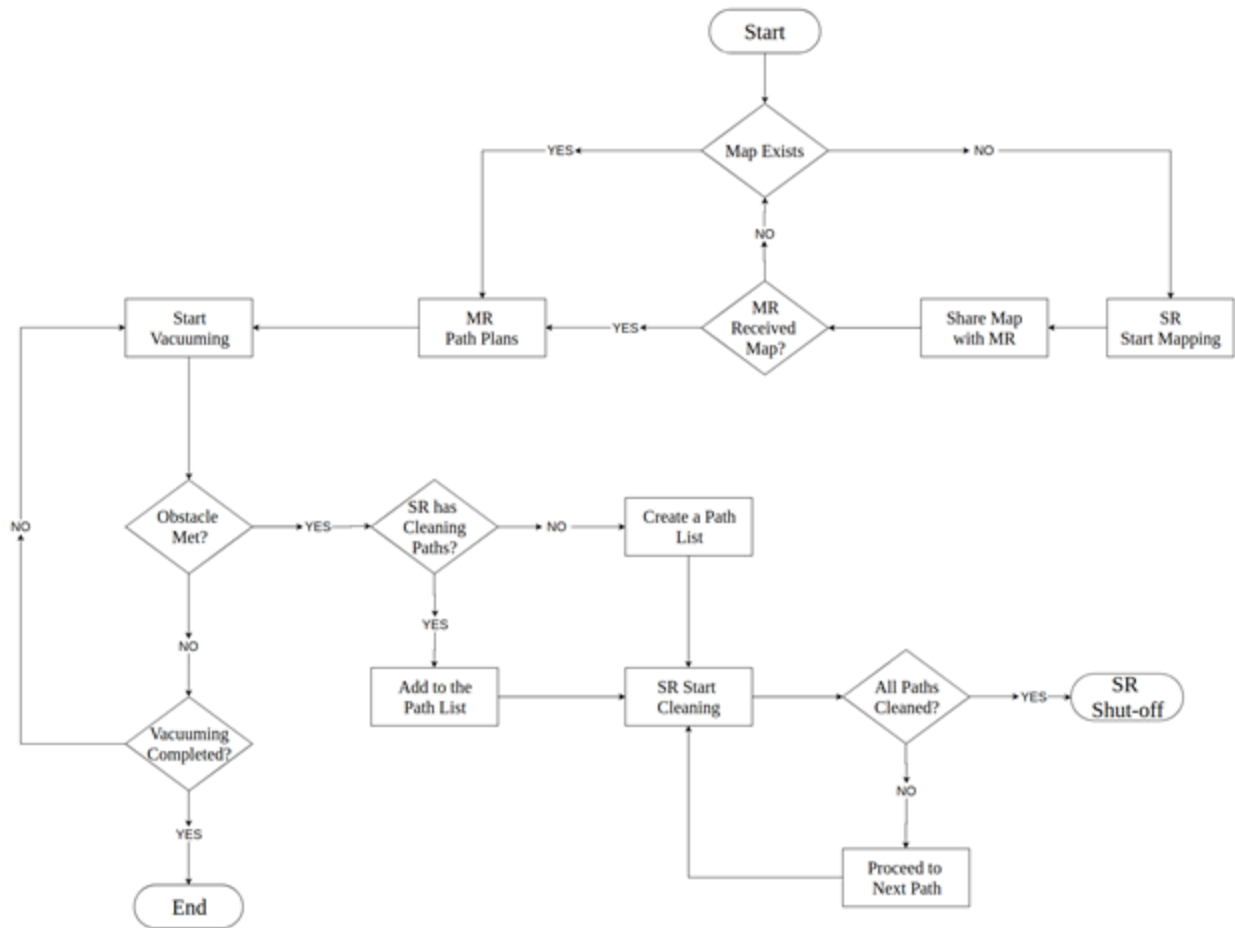 Start
Map Exists
YES
NO
NO
MR
Received
Map?
YES
Start
Vacuuming
MR
Path Plans
Share Map
with MR
SR
Start Mapping
Obstacle
Met?
YES
SR has
Cleaning
Paths?
NO
Create a Path
List
NO
YES
NO
Add to the
Path List
SR Start
Cleaning
All Paths
Cleaned?
YES
SR
Shut-off
Vacuuming
Completed?
NO
YES
Proceed to
Next Path
End